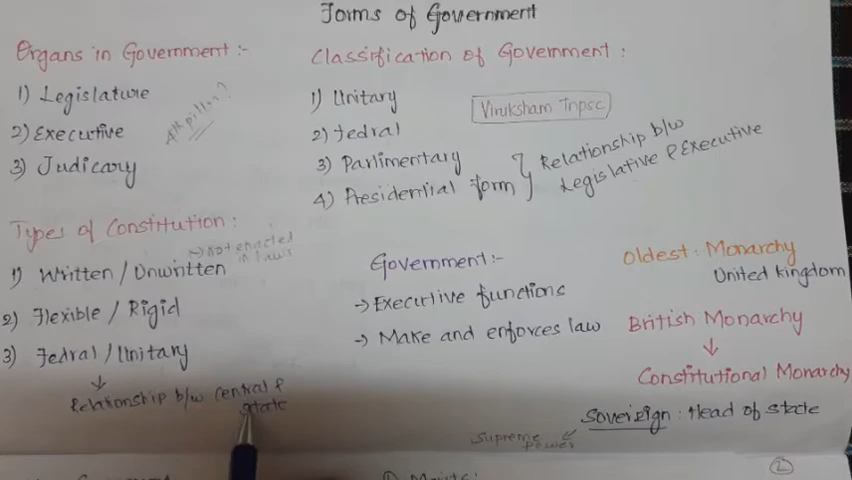 Forms of Government
Organs in Government :-
1) Legislature
2) Executive
3) Judicary
4th pillar?
Types of Constitution :
→ not enacted
in laws
1) Written / Unwritten
2) Flexible / Rigid
3) Fedral / Unitary
Relationship b/w Central &
state
Classification of Government :
1) Unitary
2) Fedral
3) Parlimentary
4) Presidential form
Viruksham Tnpsc
Relationship b/w
Legislative & Executive
Government :-
→ Executive functions
→ Make and enforces law
Oldest : Monarchy
United kingdom
British Monarchy
↓
Constitutional Monarchy
Sovereign : Head of state
Supreme
Power
2